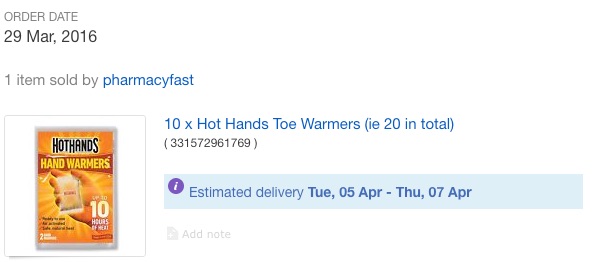 ORDER DATE
29 Mar, 2016
1 item sold by pharmacyfast
10 x Hot Hands Toe Warmers (ie 20 in total)
( 331572961769 )
HOTHANDS
HAND WARMERS
UP TO
10
HOURS
OF HEAT
Estimated delivery Tue, 05 Apr - Thu, 07 Apr
Add note